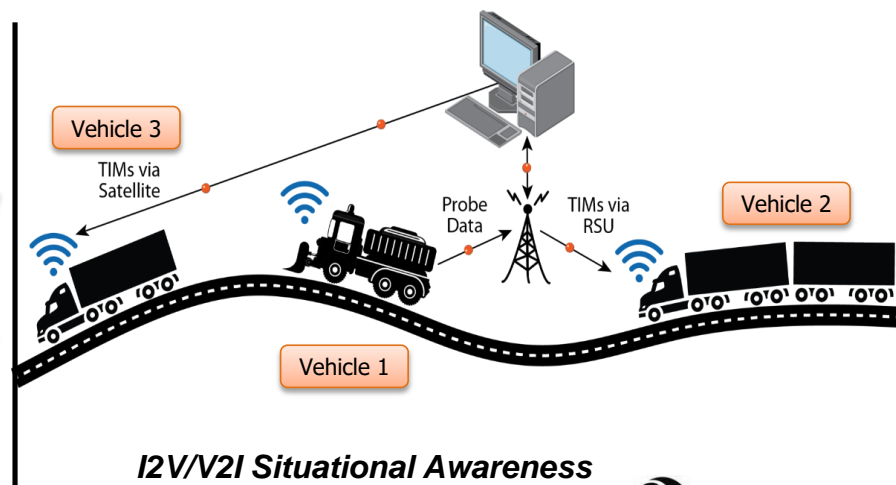 Vehicle 3
TIMs via
Satellite
Probe
Data
TIMs via
RSU
Vehicle 2
Vehicle 1
I2V/V2I Situational Awareness